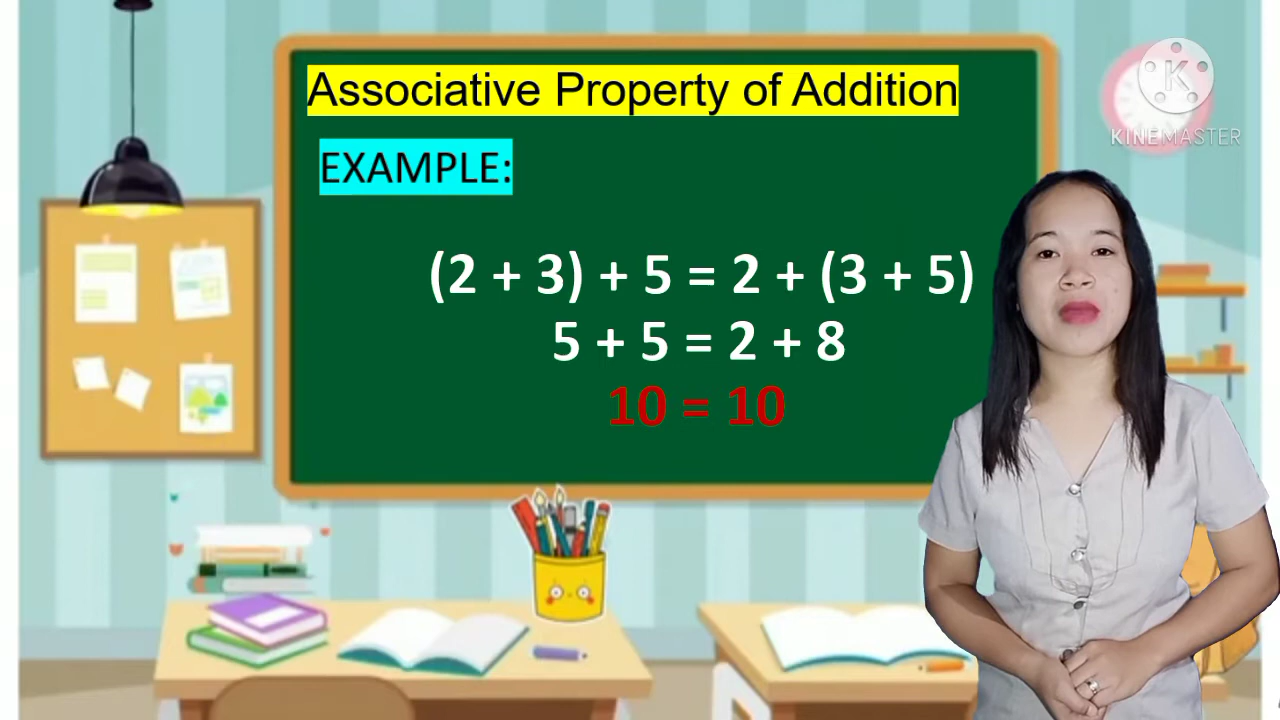 Associative Property of Addition
EXAMPLE:
(2 + 3) + 5 = 2 + (3 + 5)
5 + 5 = 2 + 8
10 = 10
K
KINEMASTER